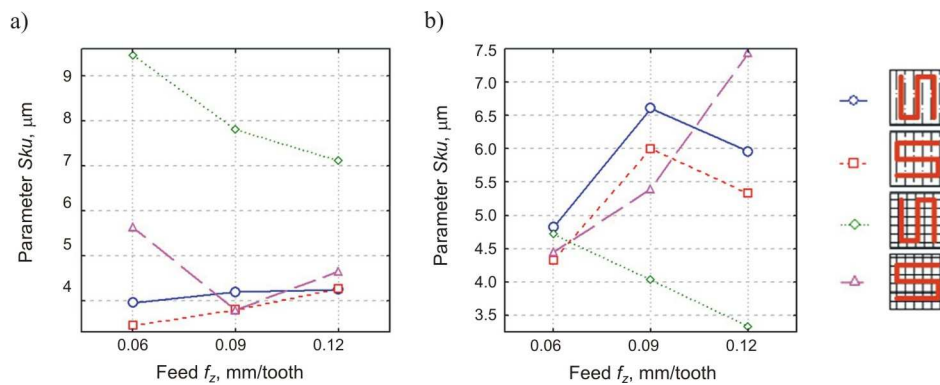 a)
Parameter Sku, μm
9
8
7
6
5
4
0.06 0.09 0.12
Feed fz, mm/tooth
b)
Parameter Sku, μm
7.5
7.0
6.5
6.0
5.5
5.0
4.5
4.0
3.5
0.06 0.09 0.12
Feed fz, mm/tooth